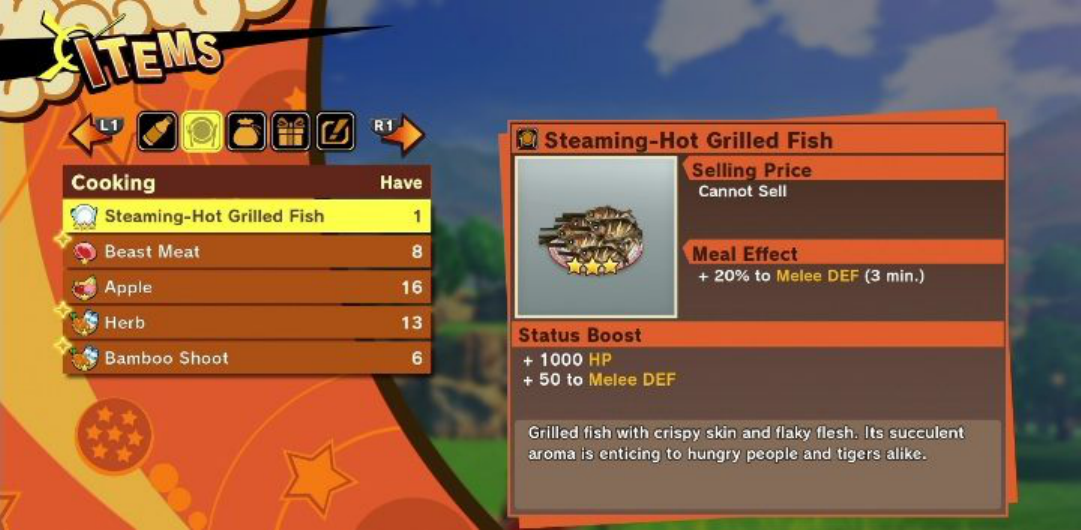 ITEMS
L1
R1
Cooking Have
Steaming-Hot Grilled Fish 1
Beast Meat 8
Apple 16
Herb 13
Bamboo Shoot 6
Steaming-Hot Grilled Fish
Selling Price
Cannot Sell
Meal Effect
+ 20% to Melee DEF (3 min.)
Status Boost
+ 1000 HP
+ 50 to Melee DEF
Grilled fish with crispy skin and flaky flesh. Its succulent
aroma is enticing to hungry people and tigers alike.